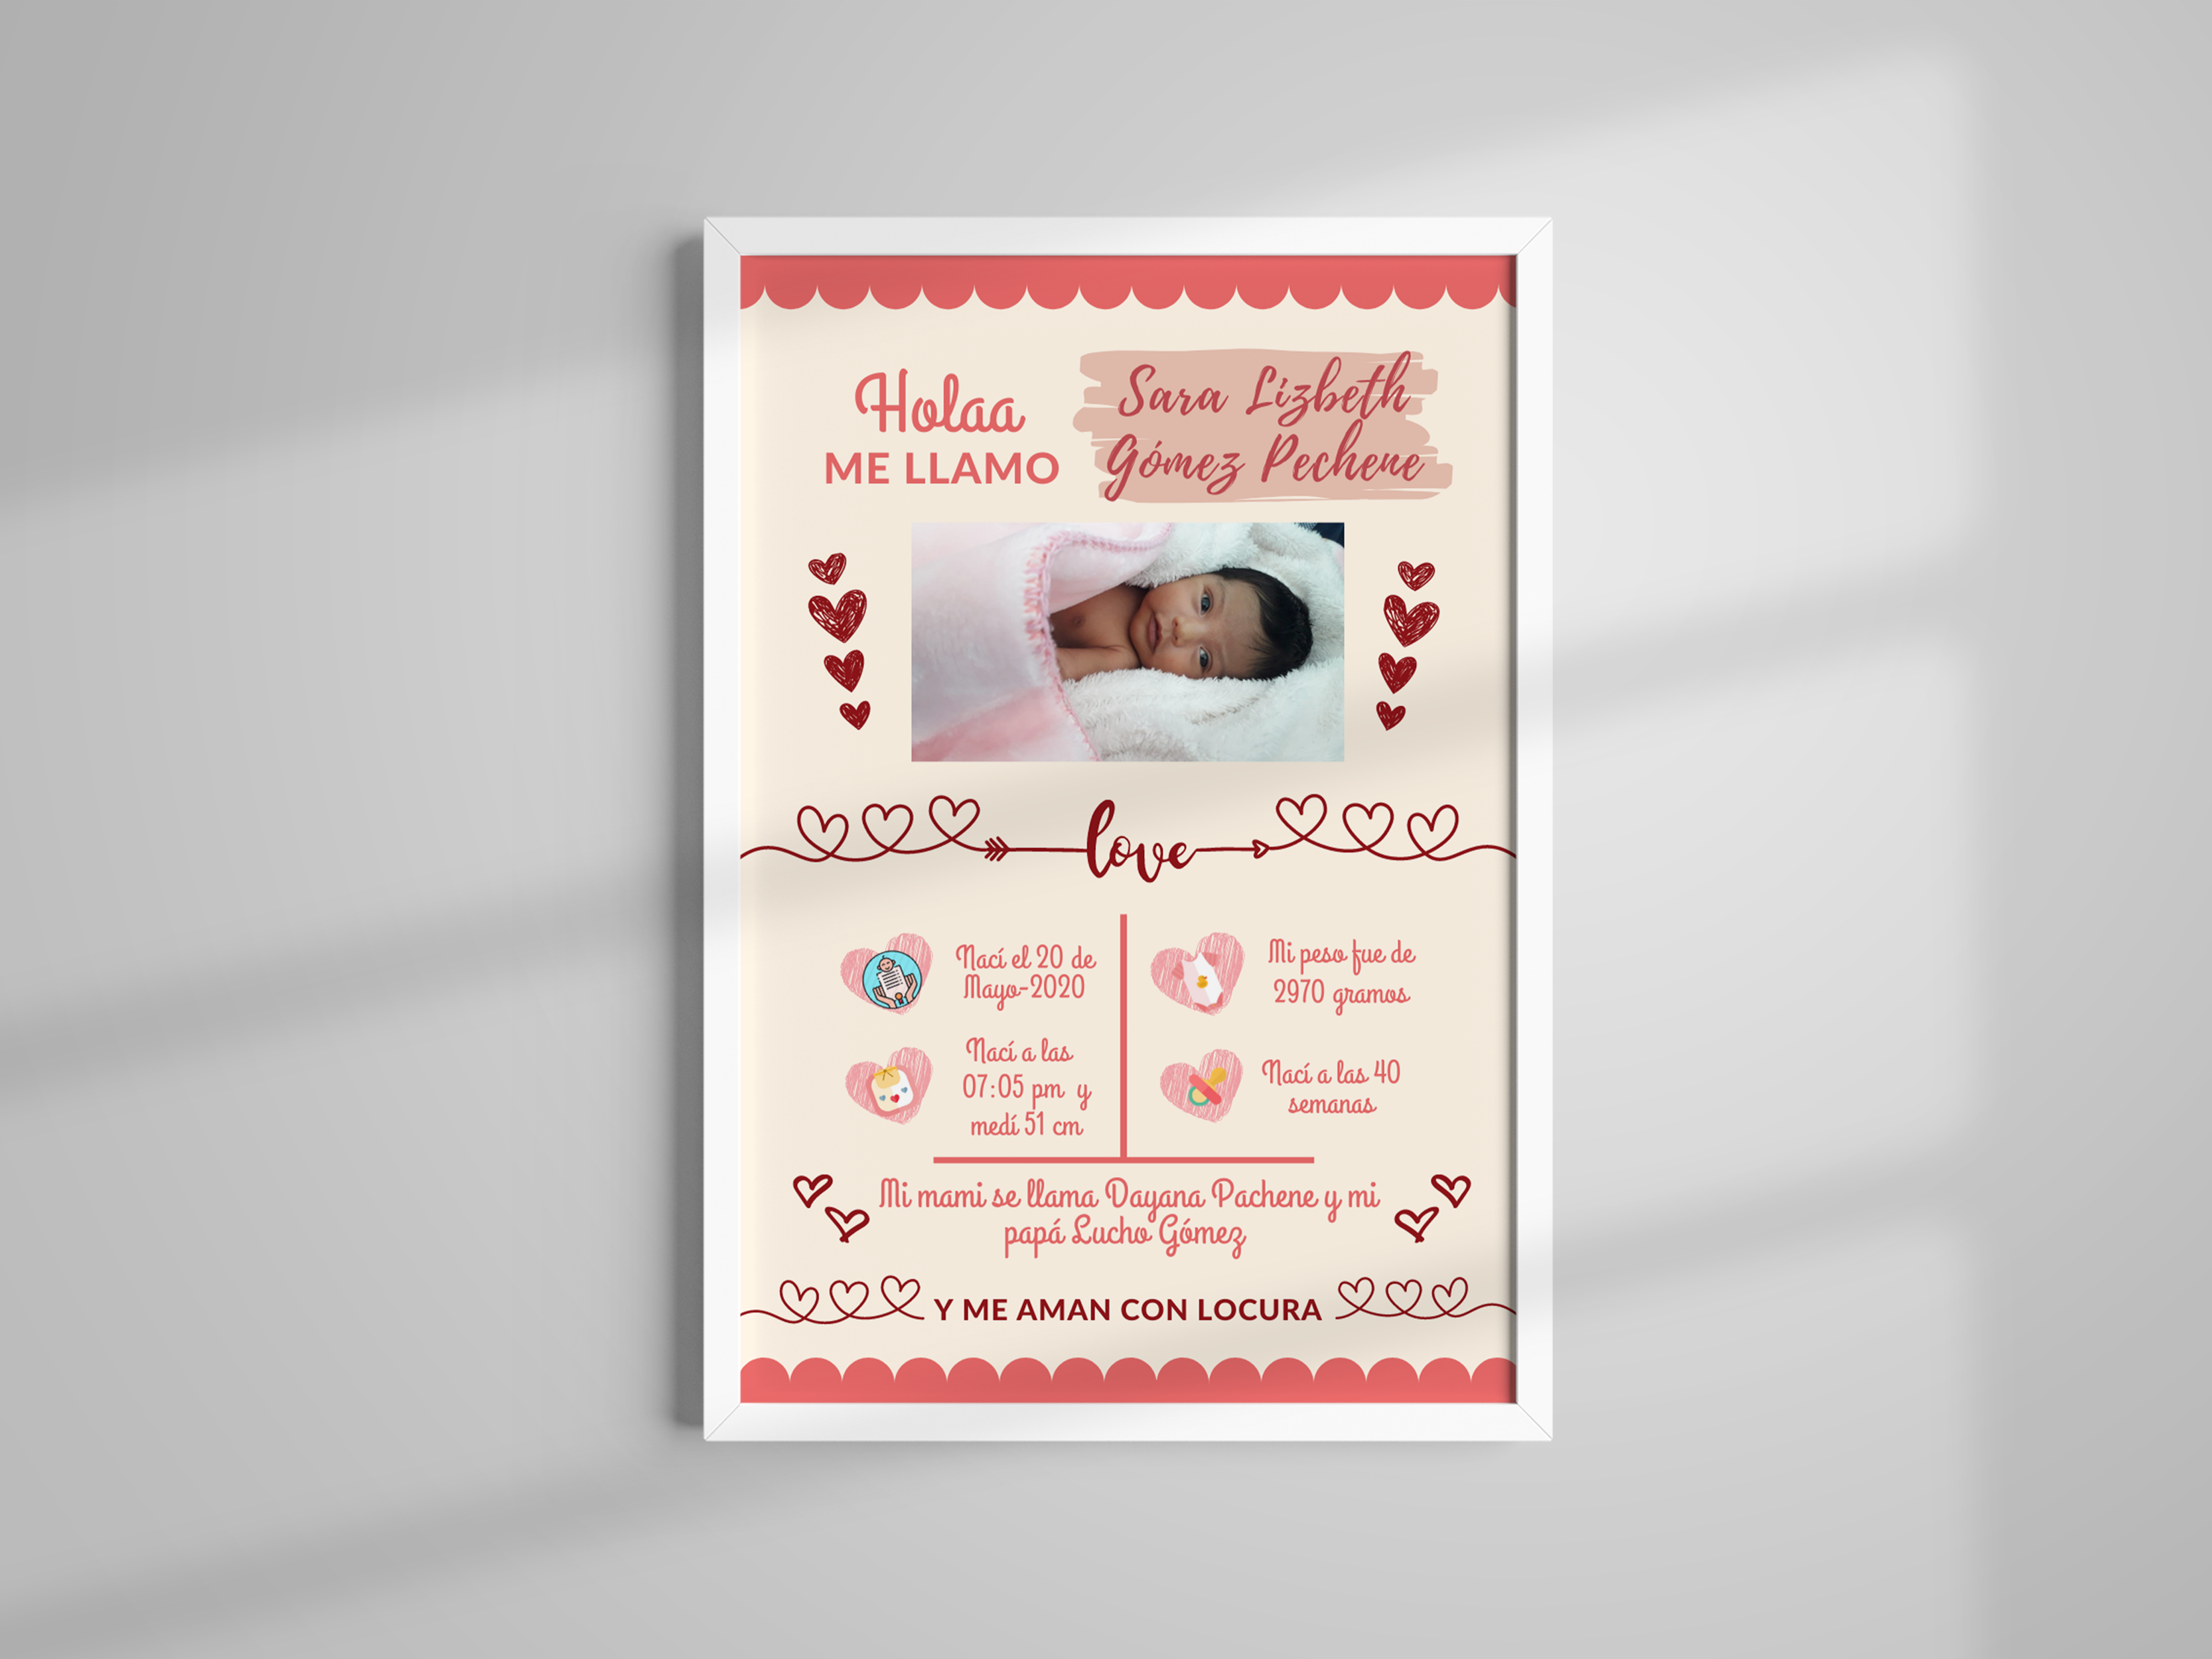 Holaa
ME LLAMO
Sara Lizbeth
Gómez Pechene
love
Nací el 20 de
Mayo-2020
Mi peso fue de
2970 gramos
Nací a las
07:05 pm y
medí 51 cm
Nací a las 40
semanas
Mi mami se llama Dayana Pachene y mi
papá Lucho Gómez
Y ME AMAN CON LOCURA